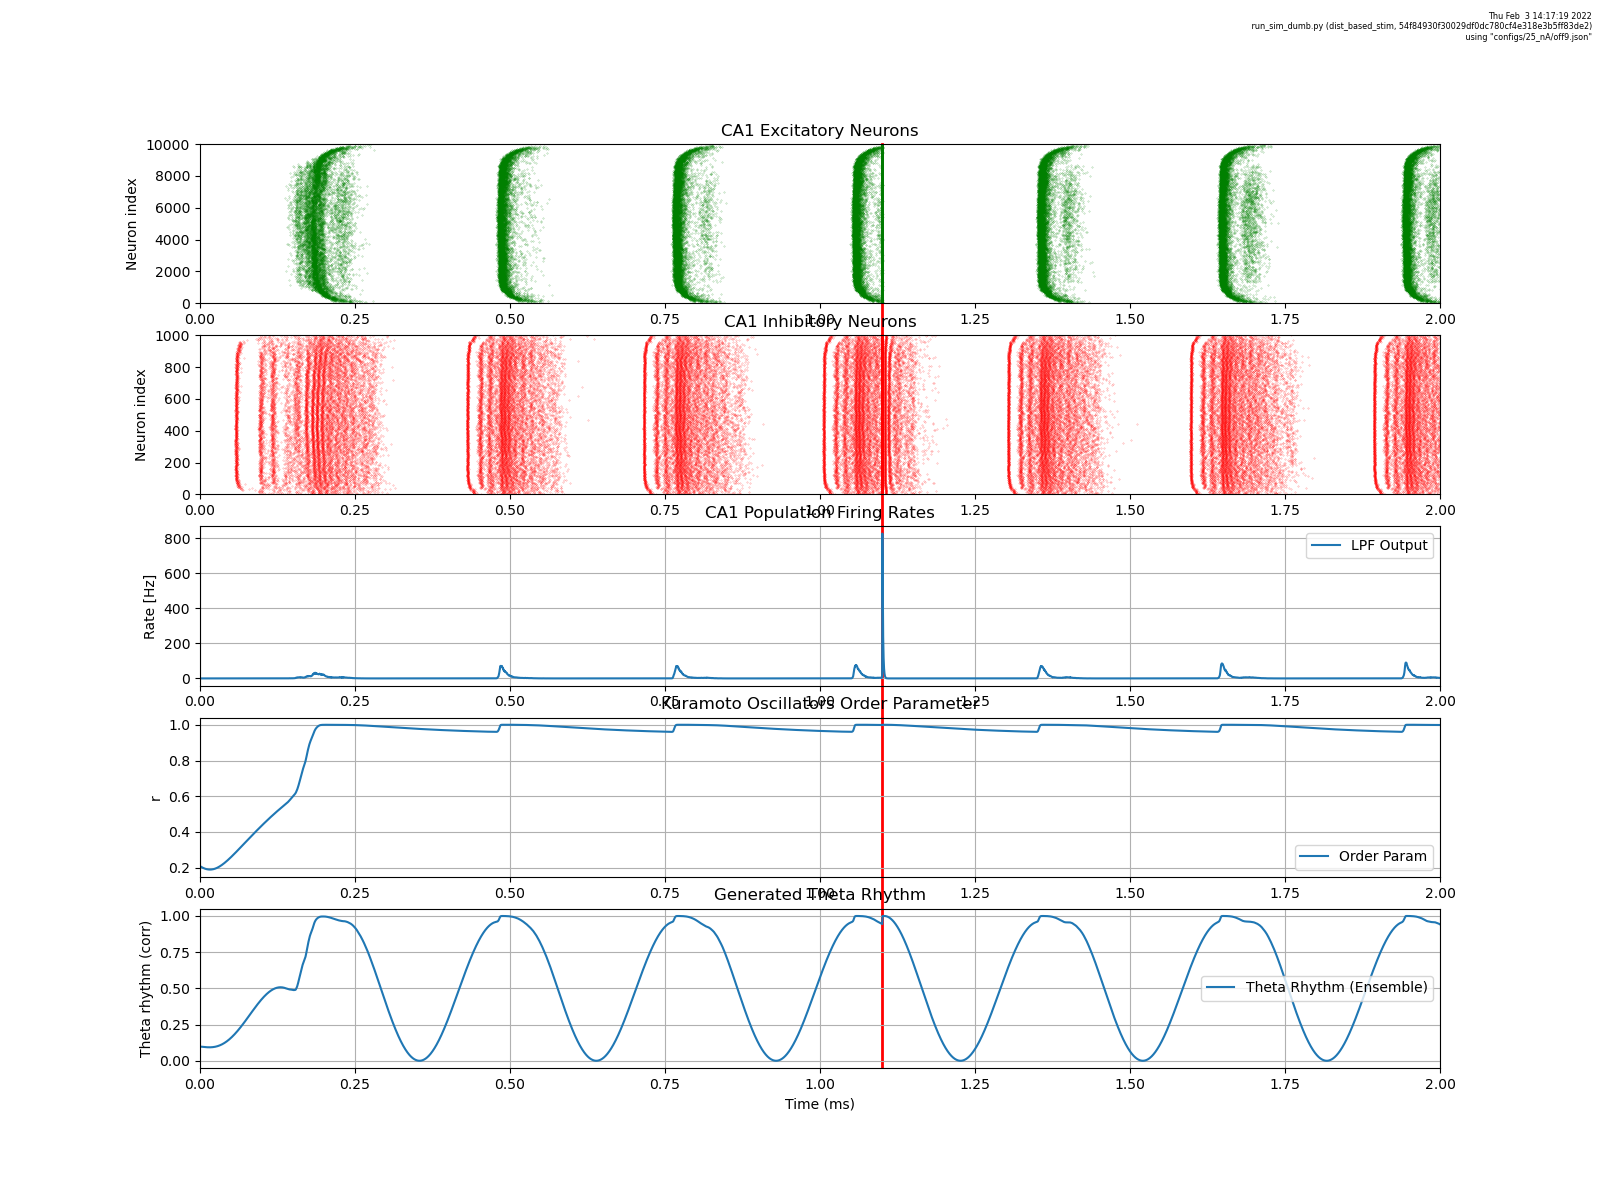 Thu Feb  3 14:17:19 2022
run_sim_dumb.py (dist_based_stim, 54f84930f30029df0dc780cf4e318e3b5ff83de2)
using "configs/25_nA/off9.json"
CA1 Excitatory Neurons
Neuron index
10000
8000
6000
4000
2000
0
0.00 0.25 0.50 0.75 1.00 1.25 1.50 1.75 2.00
CA1 Inhibitory Neurons
Neuron index
1000
800
600
400
200
0
0.00 0.25 0.50 0.75 1.00 1.25 1.50 1.75 2.00
CA1 Population Firing Rates
Rate [Hz]
800
600
400
200
0
LPF Output
0.00 0.25 0.50 0.75 1.00 1.25 1.50 1.75 2.00
Kuramoto Oscillators Order Parameter
r
1.0
0.8
0.6
0.4
0.2
Order Param
0.00 0.25 0.50 0.75 1.00 1.25 1.50 1.75 2.00
Generated Theta Rhythm
Theta rhythm (corr)
1.00
0.75
0.50
0.25
0.00
Theta Rhythm (Ensemble)
0.00 0.25 0.50 0.75 1.00 1.25 1.50 1.75 2.00
Time (ms)